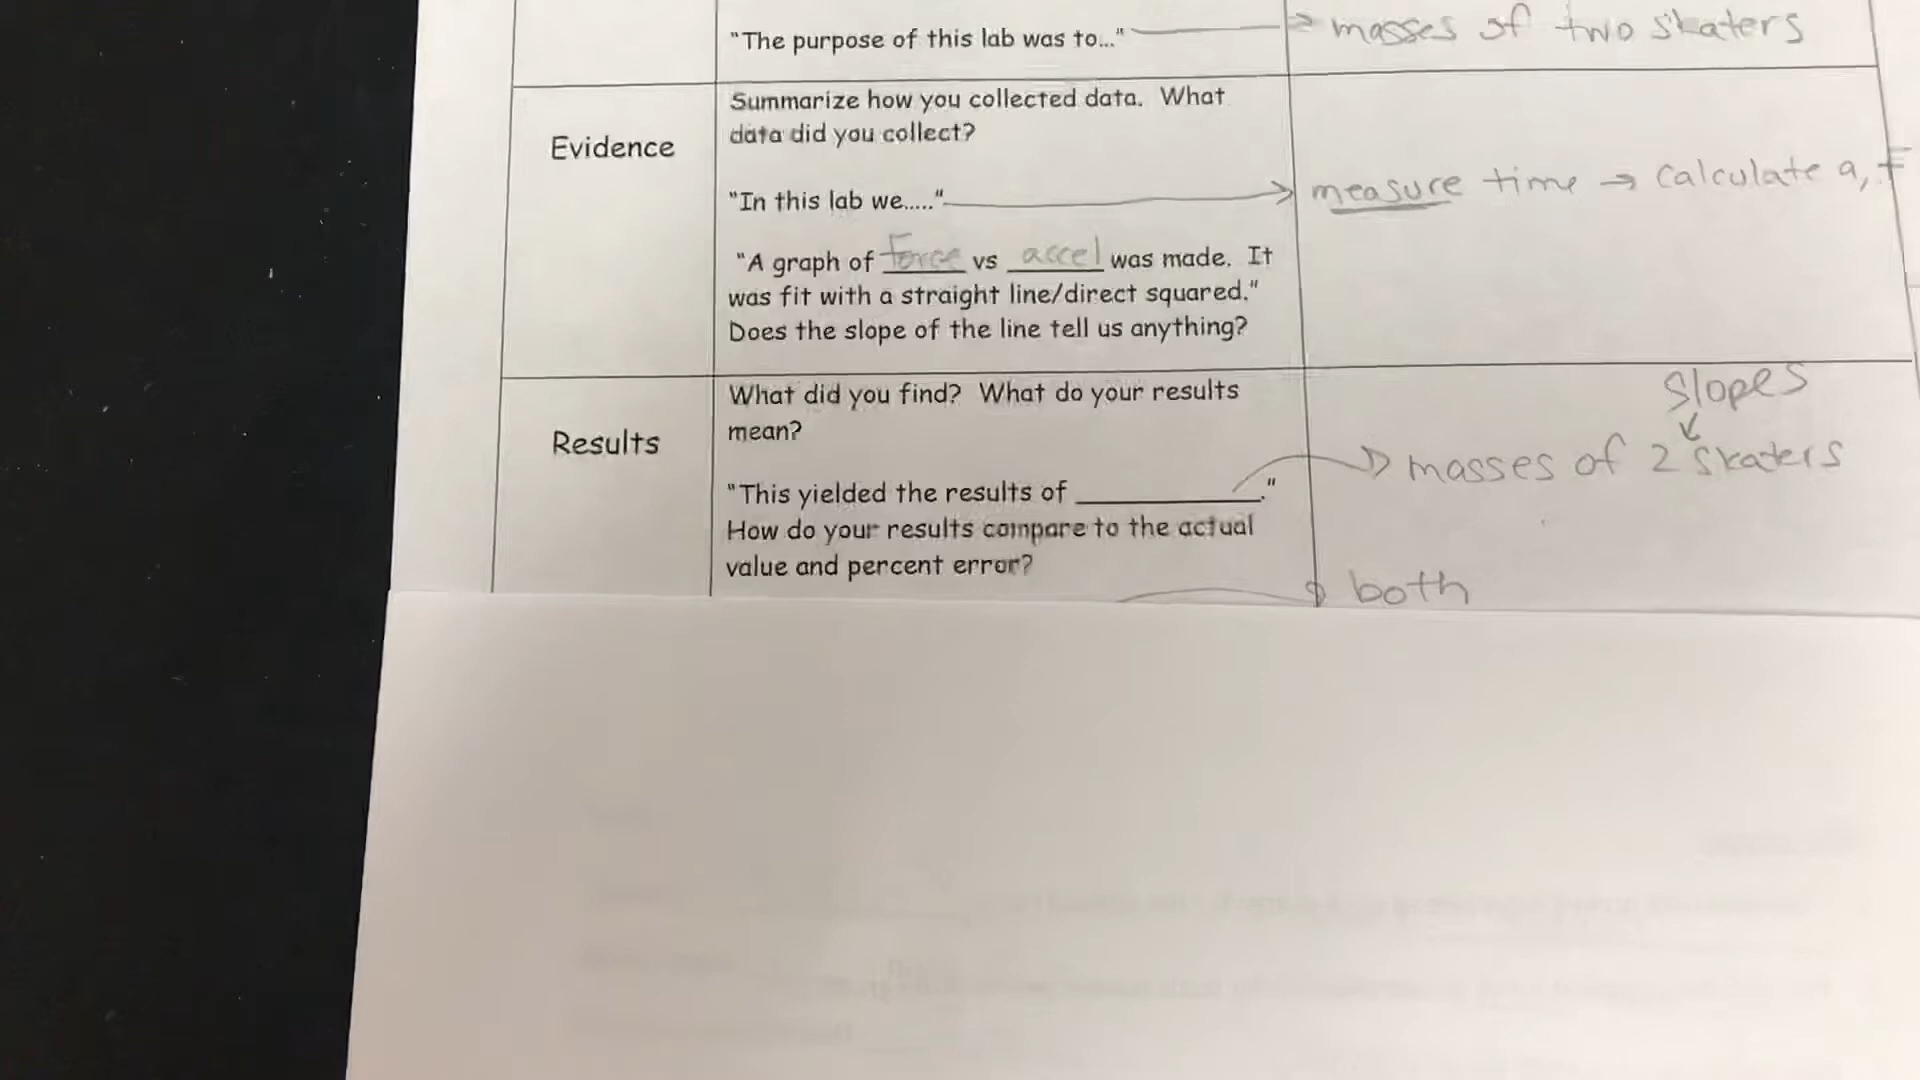 "The purpose of this lab was to..." masses of two skaters
Evidence
Summarize how you collected data. What
data did you collect?
"In this lab we....." measure time → calculate a, F
"A graph of Force vs accel was made. It
was fit with a straight line/direct squared."
Does the slope of the line tell us anything?
Results
What did you find? What do your results
mean?
slopes
masses of 2 skaters
"This yielded the results of ____________."
How do your results compare to the actual
value and percent error?
both